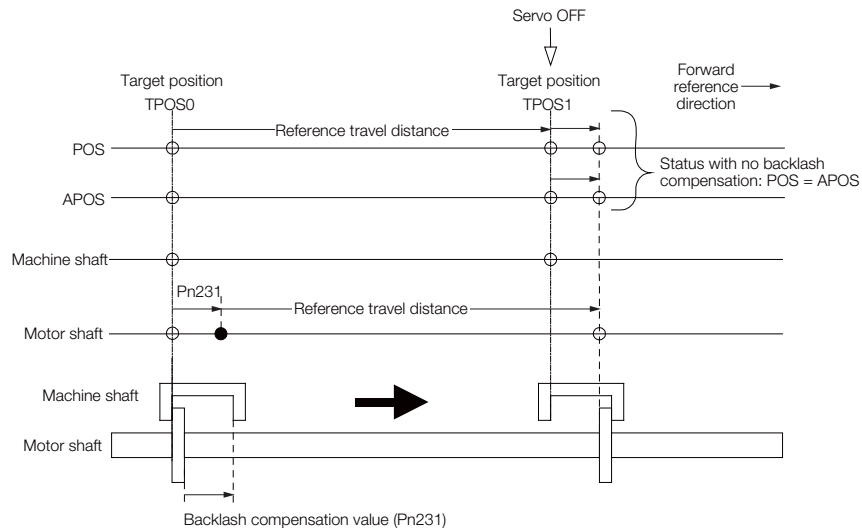 Servo OFF
Target position
TPOS0
Target position
TPOS1
Forward
reference
direction
Reference travel distance
POS
Status with no backlash
compensation: POS = APOS
APOS
Machine shaft
Pn231
Reference travel distance
Motor shaft
Machine shaft
Motor shaft
Backlash compensation value (Pn231)